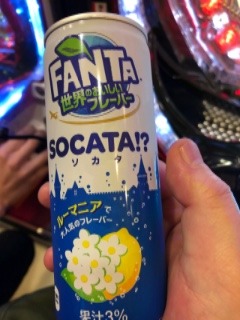 FANTA
世界のおいしい
フレーバー
SOCATA!?
ソカタ
ルーマニアで
大人気のフレーバー
果汁3%